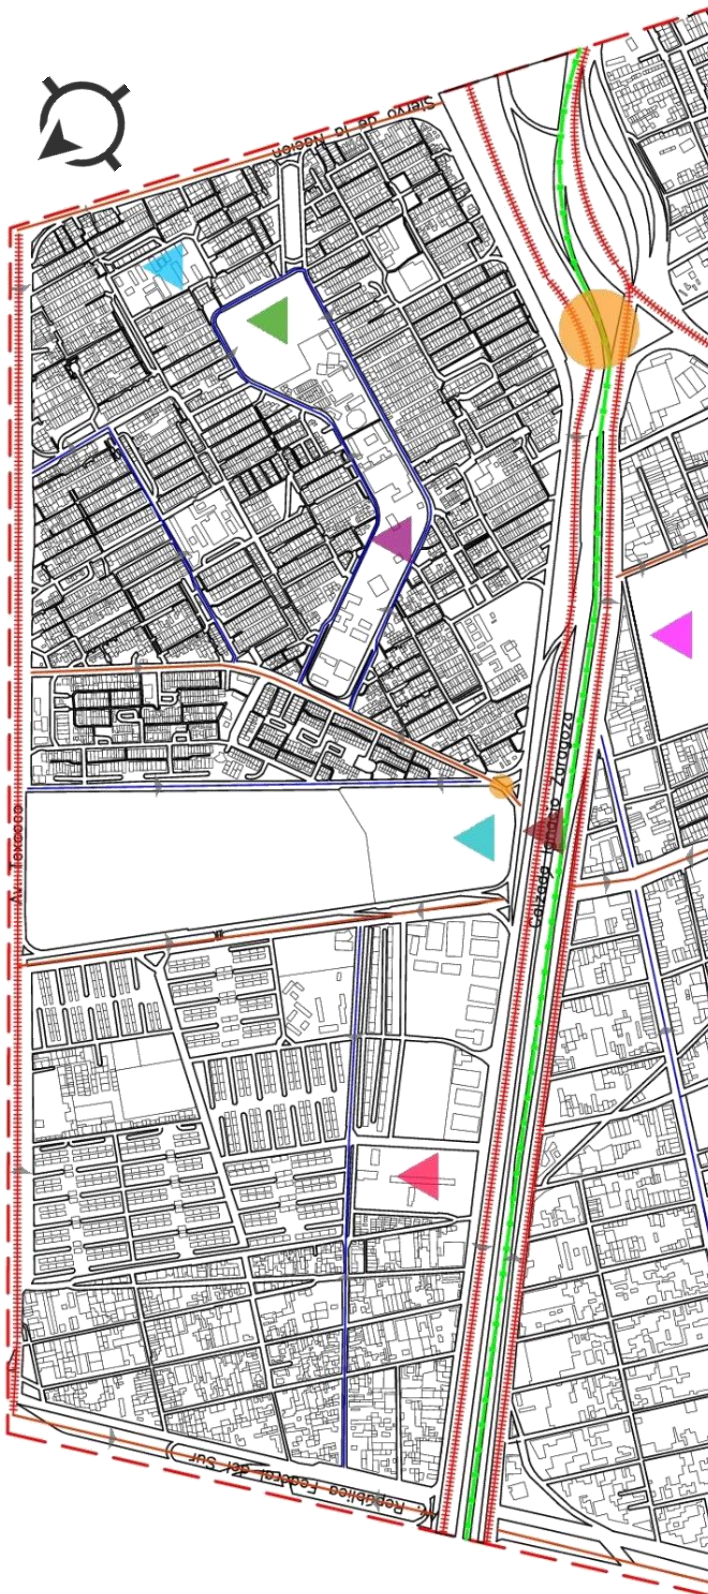 Siervo de la Nación
Av. Texcoco
Calzada Ignacio Zaragoza
Av. República Federal del Sur